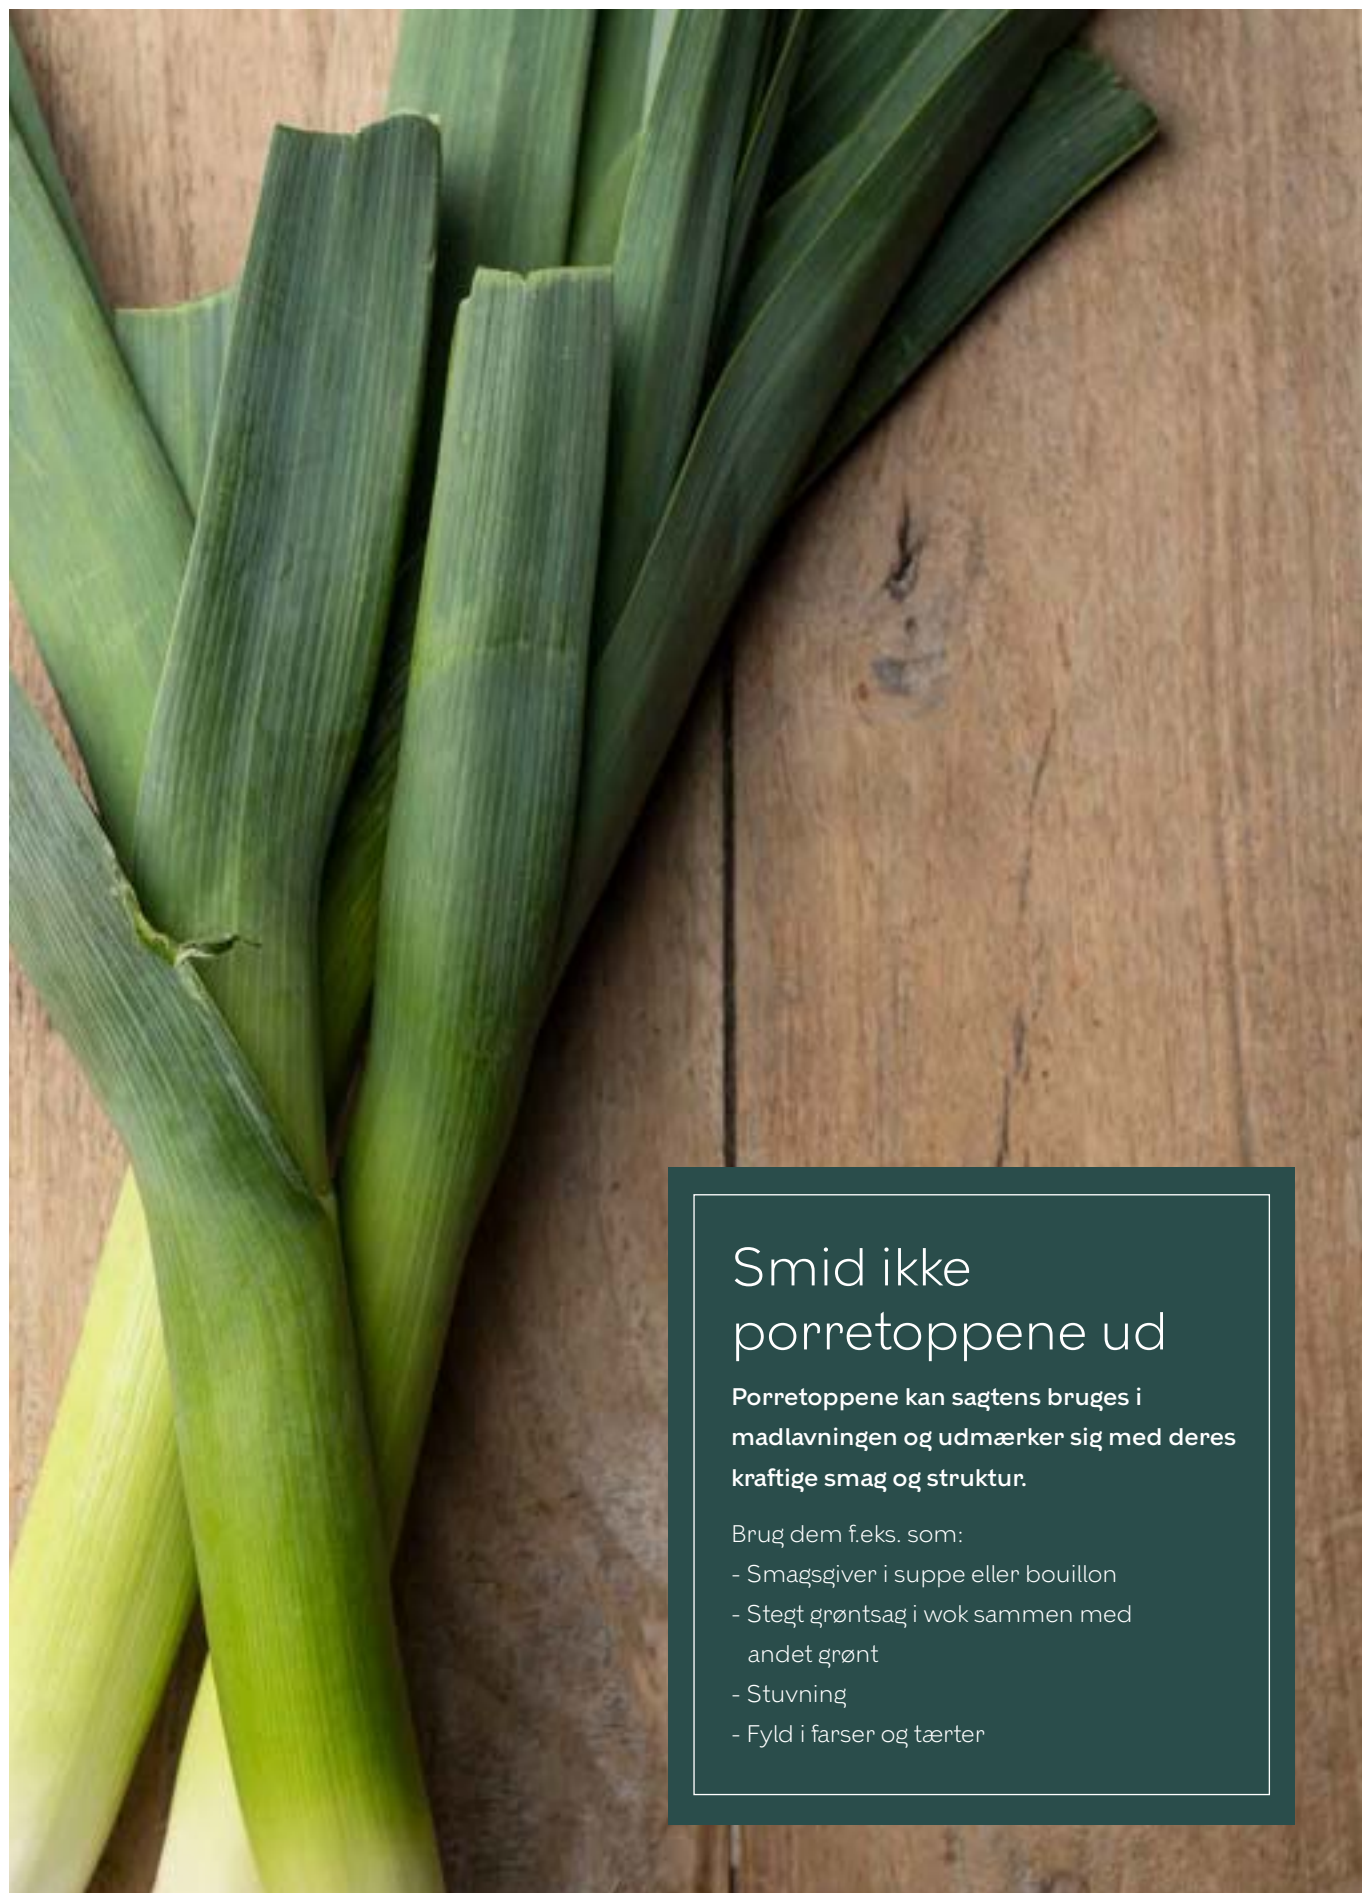 Smid ikke
porretoppene ud
Porretoppene kan sagtens bruges i
madlavningen og udmærker sig med deres
kraftige smag og struktur.
Brug dem f.eks. som:
- Smagsgiver i suppe eller bouillon
- Stegt grøntsag i wok sammen med
andet grønt
- Stuvning
- Fyld i farser og tærter